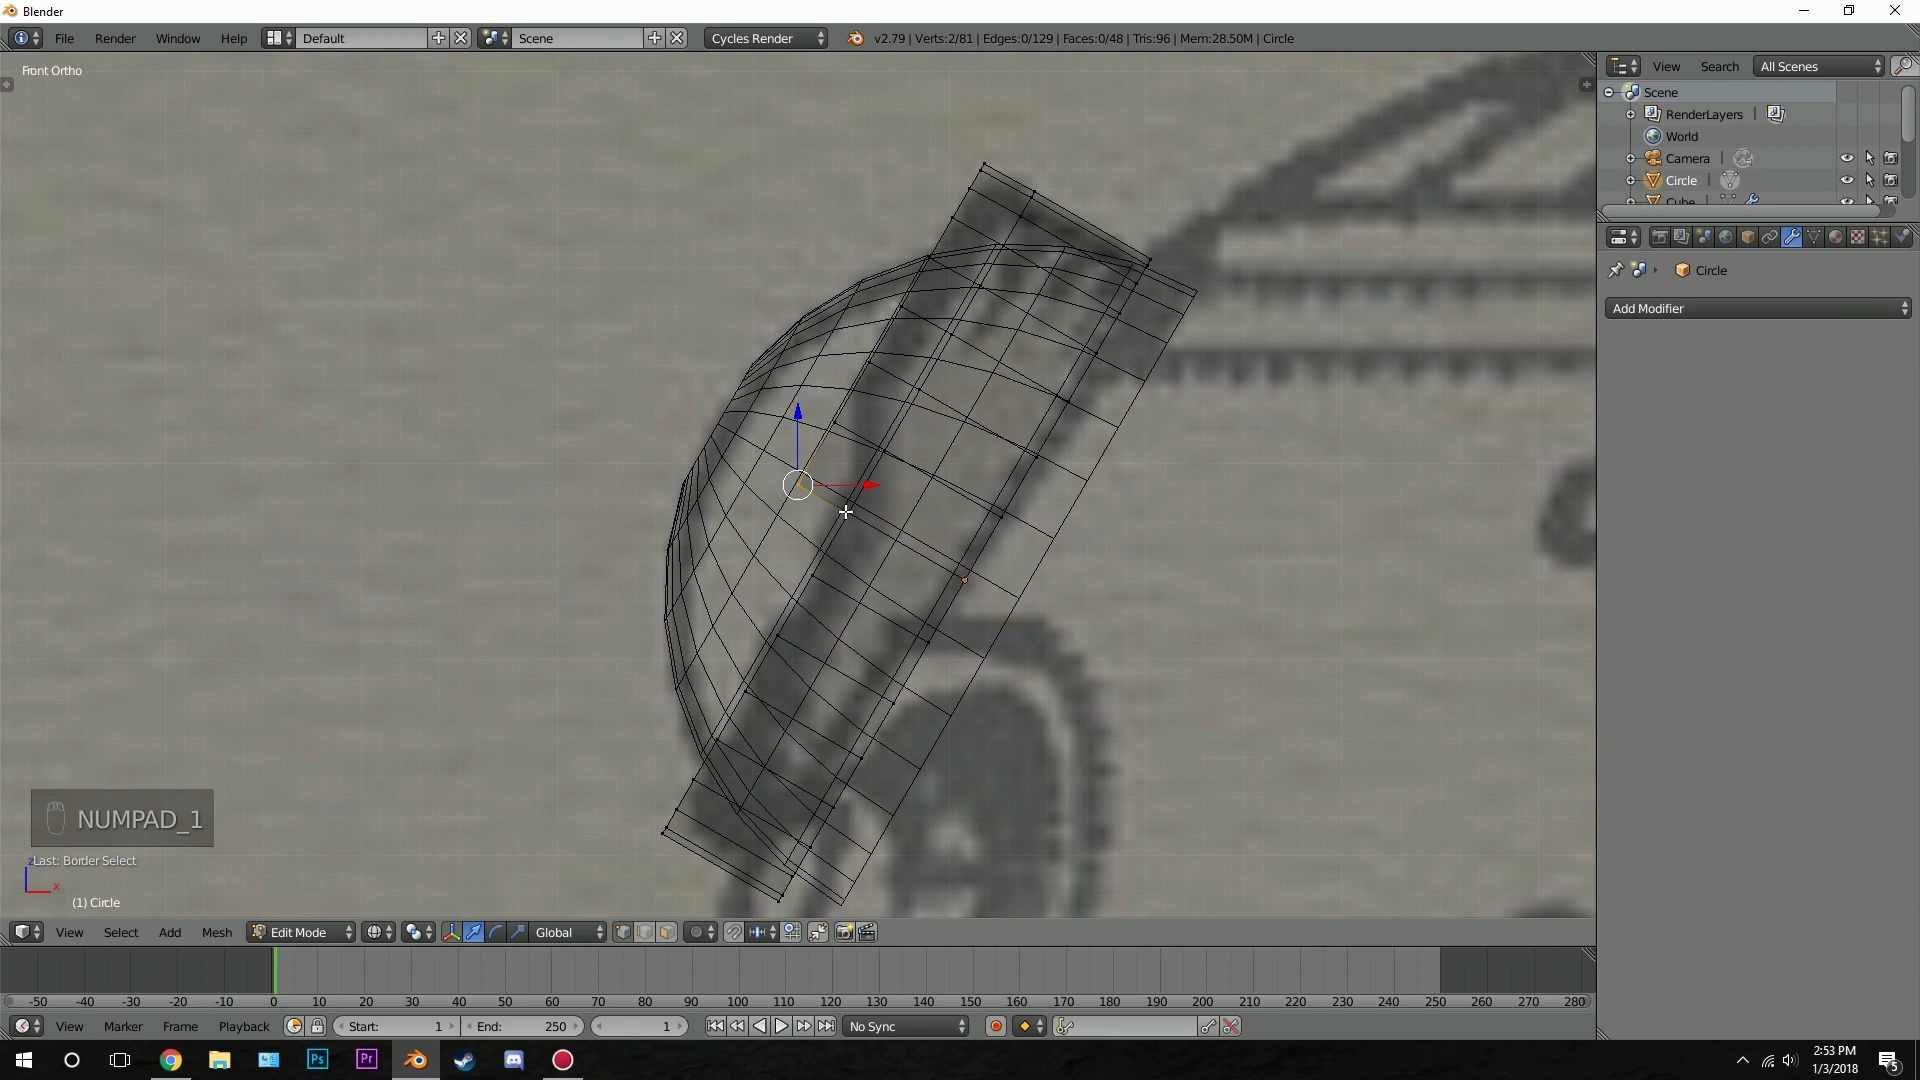 Blender
File Render Window Help Default Scene Cycles Render v2.79 | Verts:2/81 | Edges:0/129 | Faces:0/48 | Tris:96 | Mem:28.50M | Circle
Front Ortho
View Search All Scenes
Scene
RenderLayers
World
Camera
Circle
Cube
Circle
Add Modifier
NUMPAD_1
Last: Border Select
z
x
(1) Circle
View Select Add Mesh Edit Mode Global
-50 -40 -30 -20 -10 0 10 20 30 40 50 60 70 80 90 100 110 120 130 140 150 160 170 180 190 200 210 220 230 240 250 260 270 280
View Marker Frame Playback Start: 1 End: 250 1 No Sync
Ps Pr
2:53 PM
1/3/2018
5